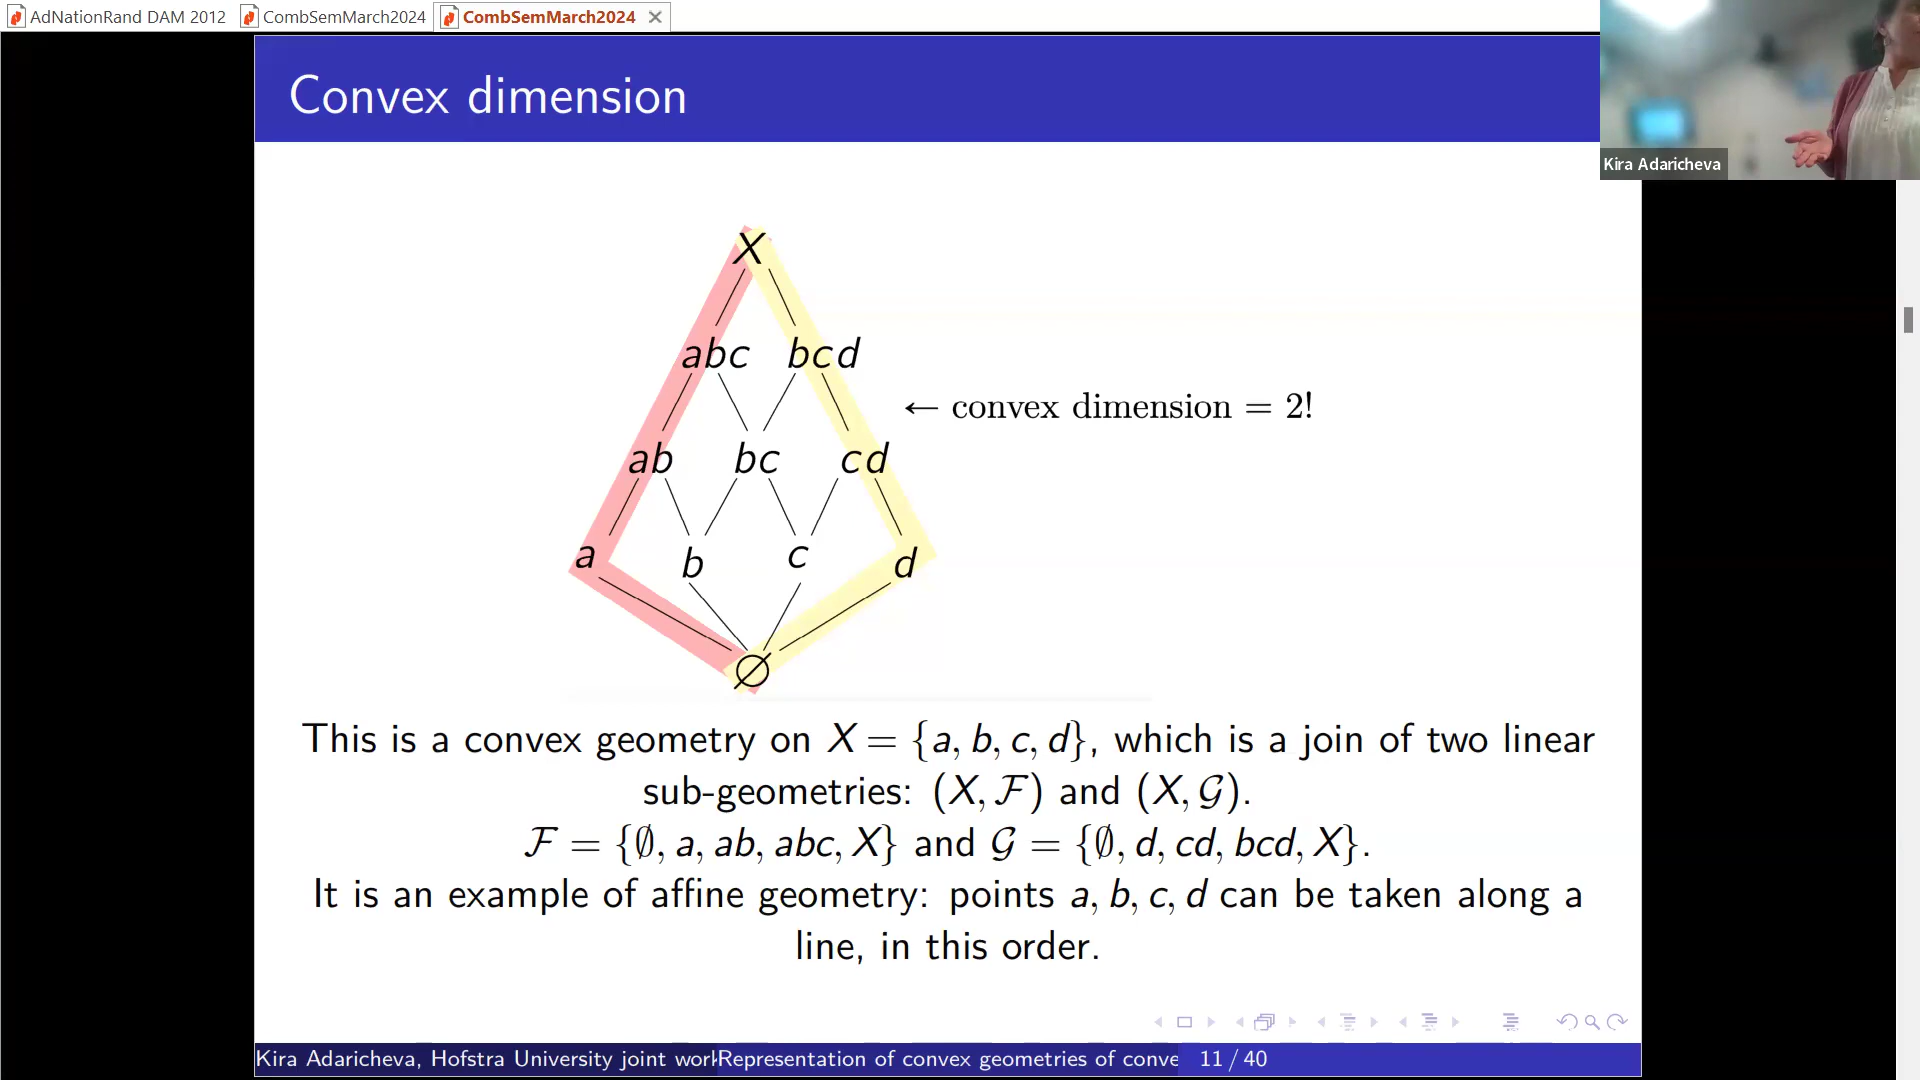 AdNationRand DAM 2012 CombSemMarch2024 CombSemMarch2024
Convex dimension
Kira Adaricheva
X
abc bcd
← convex dimension = 2!
ab bc cd
a b c d
∅
This is a convex geometry on X = {a, b, c, d}, which is a join of two linear
sub-geometries: (X, ℱ) and (X, 𝒢).
ℱ = {∅, a, ab, abc, X} and 𝒢 = {∅, d, cd, bcd, X}.
It is an example of affine geometry: points a, b, c, d can be taken along a
line, in this order.
Kira Adaricheva, Hofstra University joint work Representation of convex geometries of conve 11 / 40